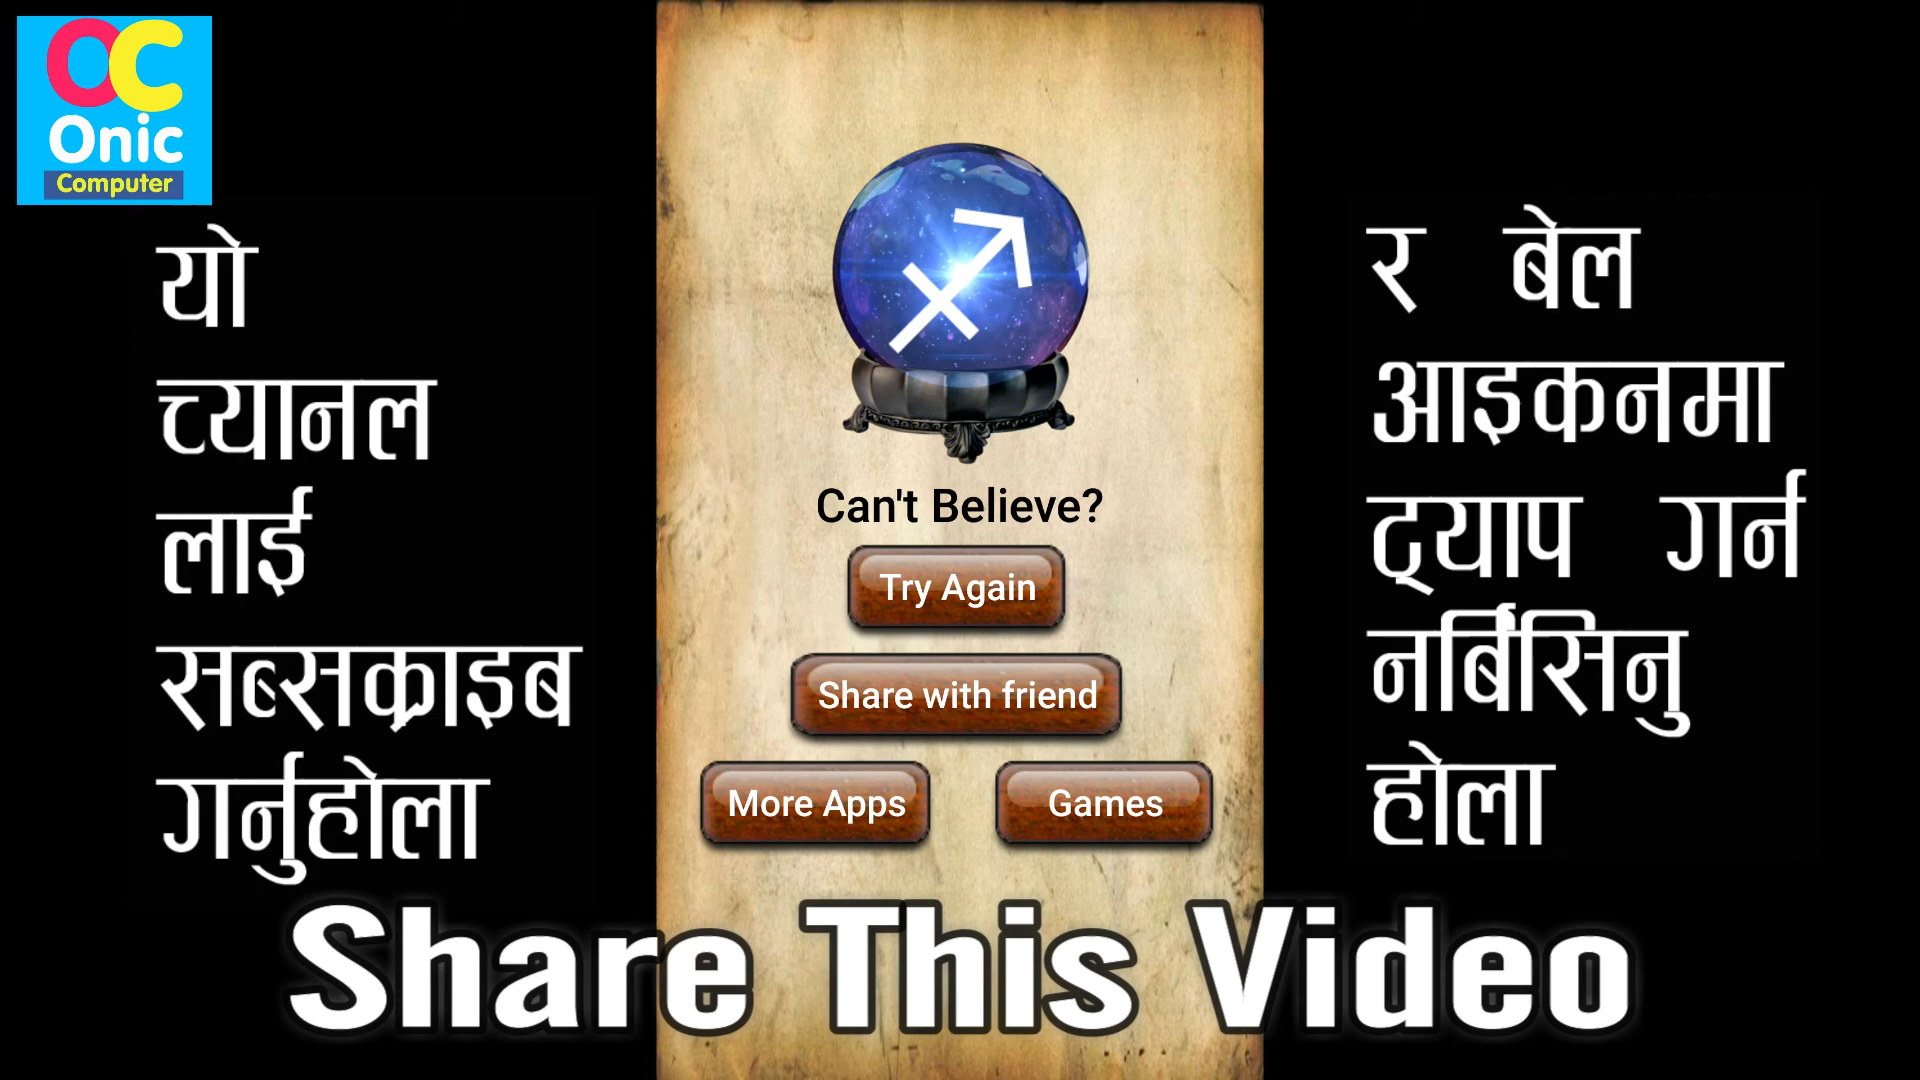 OC
Onic
Computer
यो
च्यानल
लाई
सब्सक्राइब
गर्नुहोला
Can't Believe?
Try Again
Share with friend
More Apps
Games
र बेल
आइकनमा
ट्याप गर्न
नर्बिसिनु
होला
Share This Video